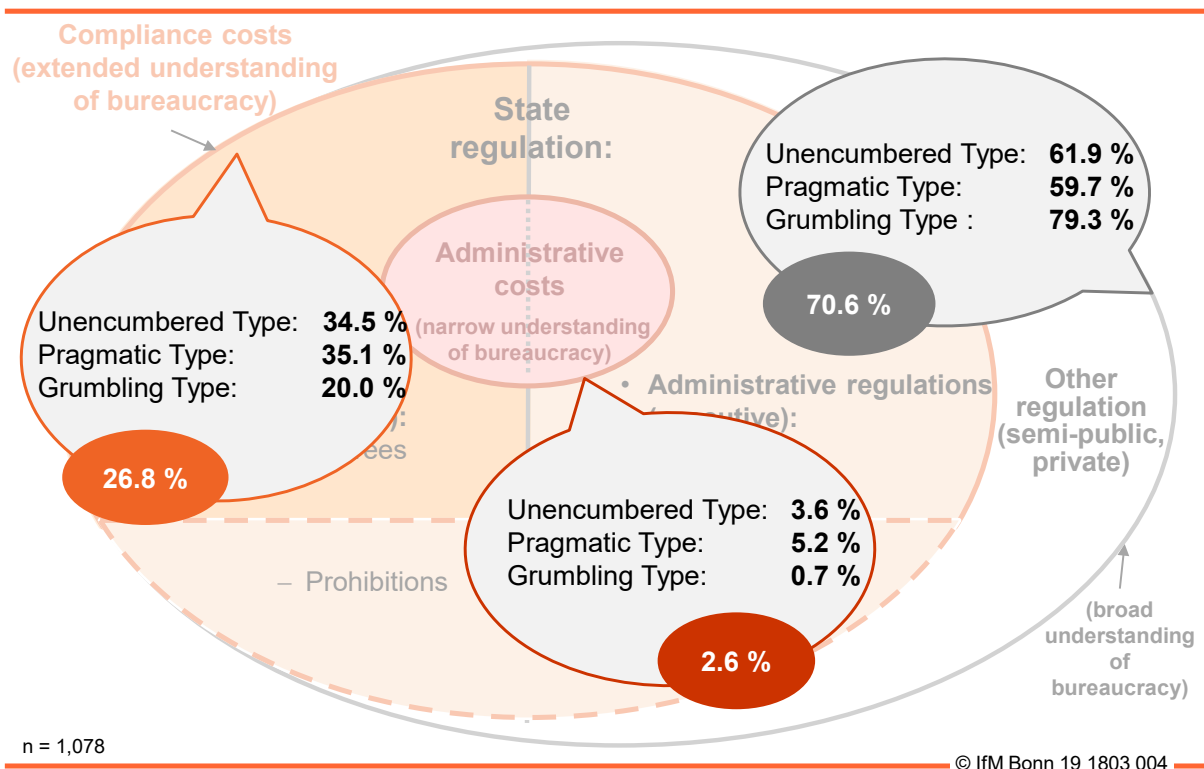 Compliance costs
(extended understanding
of bureaucracy)
State
regulation:
Unencumbered Type: 61.9 %
Pragmatic Type: 59.7 %
Grumbling Type : 79.3 %
70.6 %
Administrative
costs
(narrow understanding
of bureaucracy)
Unencumbered Type: 34.5 %
Pragmatic Type: 35.1 %
Grumbling Type: 20.0 %
26.8 %
• Administrative regulations
Other
regulation
(semi-public,
private)
Unencumbered Type: 3.6 %
Pragmatic Type: 5.2 %
Grumbling Type: 0.7 %
2.6 %
– Prohibitions
(broad
understanding
of
bureaucracy)
n = 1,078
© IfM Bonn 19 1803 004